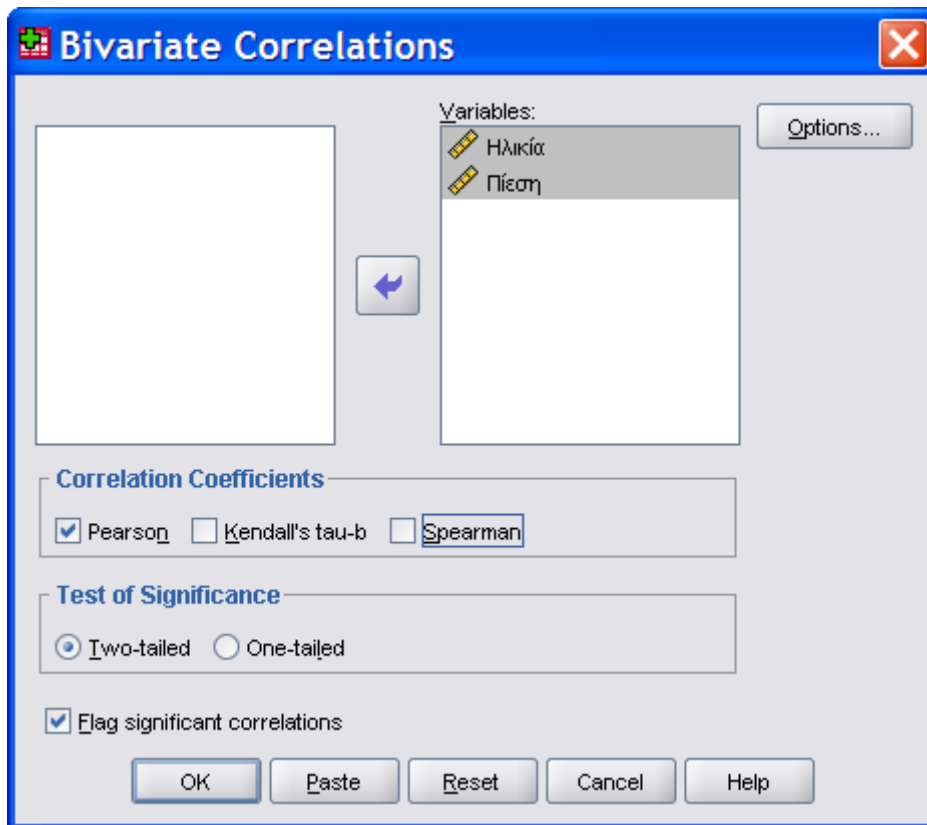 Bivariate Correlations
Variables:
Ηλικία
Πίεση
Options...
Correlation Coefficients
Pearson Kendall's tau-b Spearman
Test of Significance
Two-tailed One-tailed
Flag significant correlations
OK Paste Reset Cancel Help